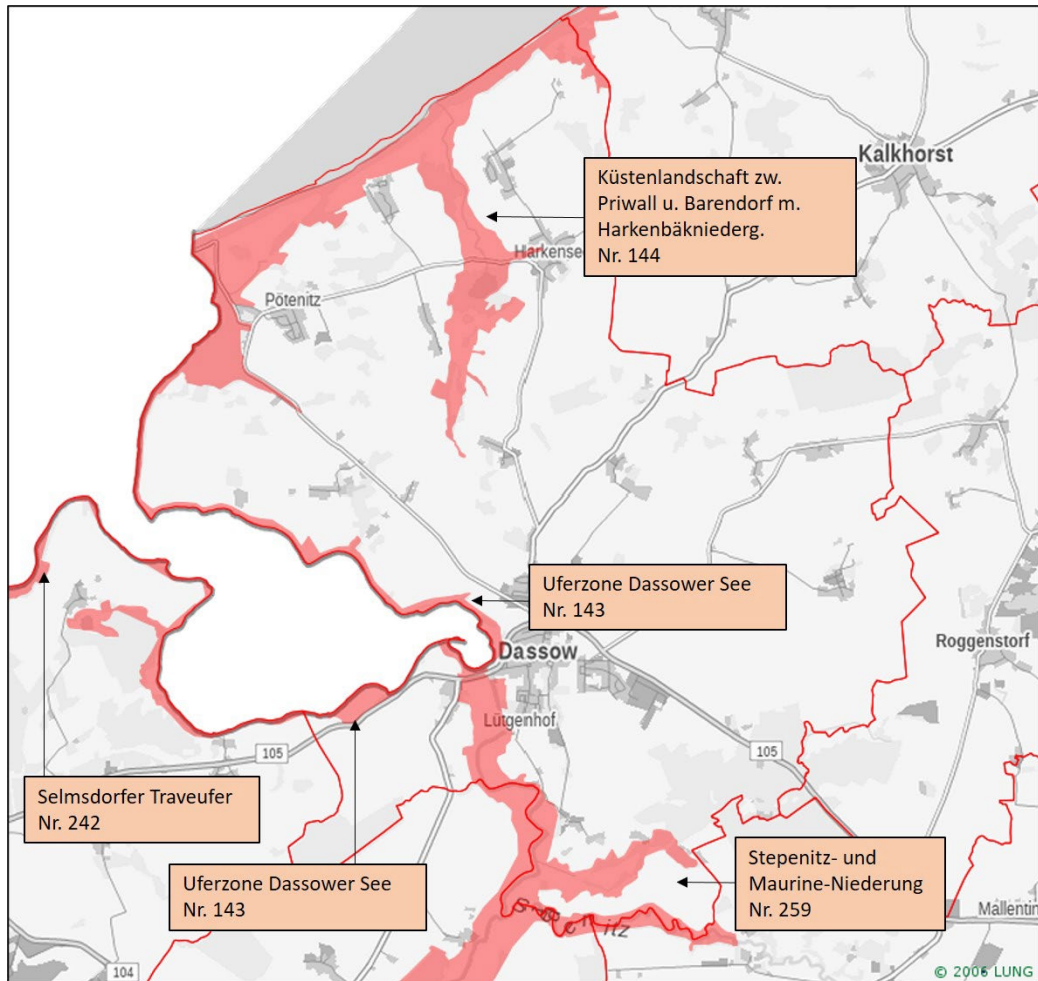 Kalkhorst
Küstenlandschaft zw.
Priwall u. Barendorf m.
Harkenbäkniederg.
Nr. 144
Harkensee
Pötenitz
Uferzone Dassower See
Nr. 143
Dassow
Roggenstorf
Lütgenhof
105
105
Selmsdorfer Traveufer
Nr. 242
Uferzone Dassower See
Nr. 143
Stepenitz- und
Maurine-Niederung
Nr. 259
Stepenitz
Mallentin
104
© 2006 LUNG